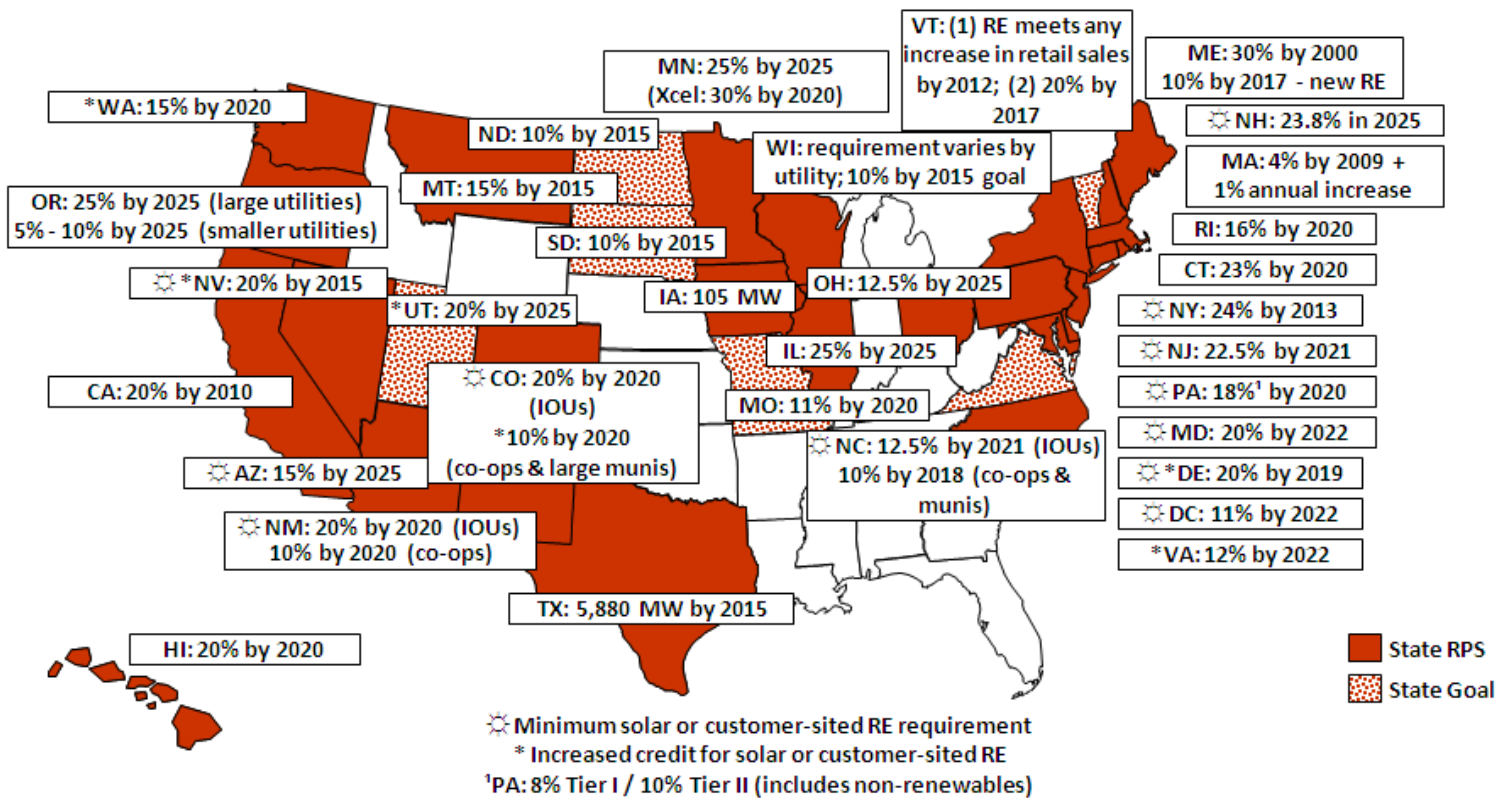 VT: (1) RE meets any
increase in retail sales
by 2012; (2) 20% by
2017
MN: 25% by 2025
(Xcel: 30% by 2020)
ME: 30% by 2000
10% by 2017 - new RE
*WA: 15% by 2020
☼ NH: 23.8% in 2025
ND: 10% by 2015
WI: requirement varies by
utility; 10% by 2015 goal
MA: 4% by 2009 +
1% annual increase
MT: 15% by 2015
OR: 25% by 2025 (large utilities)
5% - 10% by 2025 (smaller utilities)
RI: 16% by 2020
SD: 10% by 2015
CT: 23% by 2020
☼ *NV: 20% by 2015
OH: 12.5% by 2025
IA: 105 MW
*UT: 20% by 2025
☼ NY: 24% by 2013
IL: 25% by 2025
☼ NJ: 22.5% by 2021
☼ CO: 20% by 2020
(IOUs)
*10% by 2020
(co-ops & large munis)
CA: 20% by 2010
☼ PA: 18%¹ by 2020
MO: 11% by 2020
☼ MD: 20% by 2022
☼ NC: 12.5% by 2021 (IOUs)
10% by 2018 (co-ops &
munis)
☼ AZ: 15% by 2025
☼ *DE: 20% by 2019
☼ DC: 11% by 2022
☼ NM: 20% by 2020 (IOUs)
10% by 2020 (co-ops)
*VA: 12% by 2022
TX: 5,880 MW by 2015
HI: 20% by 2020
State RPS
State Goal
☼ Minimum solar or customer-sited RE requirement
* Increased credit for solar or customer-sited RE
¹PA: 8% Tier I / 10% Tier II (includes non-renewables)